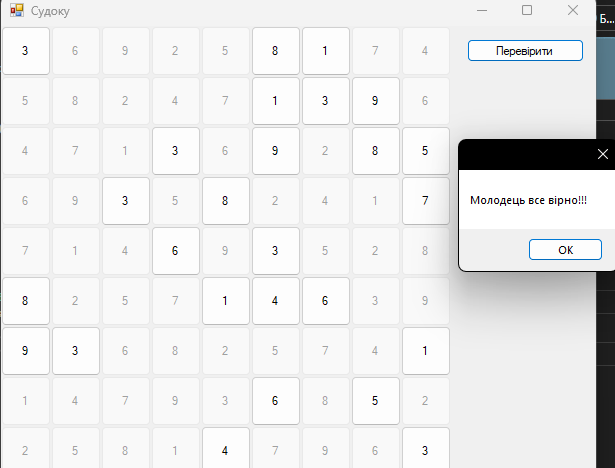 Судоку
Б...
3 6 9 2 5 8 1 7 4
Перевірити
5 8 2 4 7 1 3 9 6
4 7 1 3 6 9 2 8 5
6 9 3 5 8 2 4 1 7
Молодець все вірно!!!
7 1 4 6 9 3 5 2 8
OK
8 2 5 7 1 4 6 3 9
9 3 6 8 2 5 7 4 1
1 4 7 9 3 6 8 5 2
2 5 8 1 4 7 9 6 3